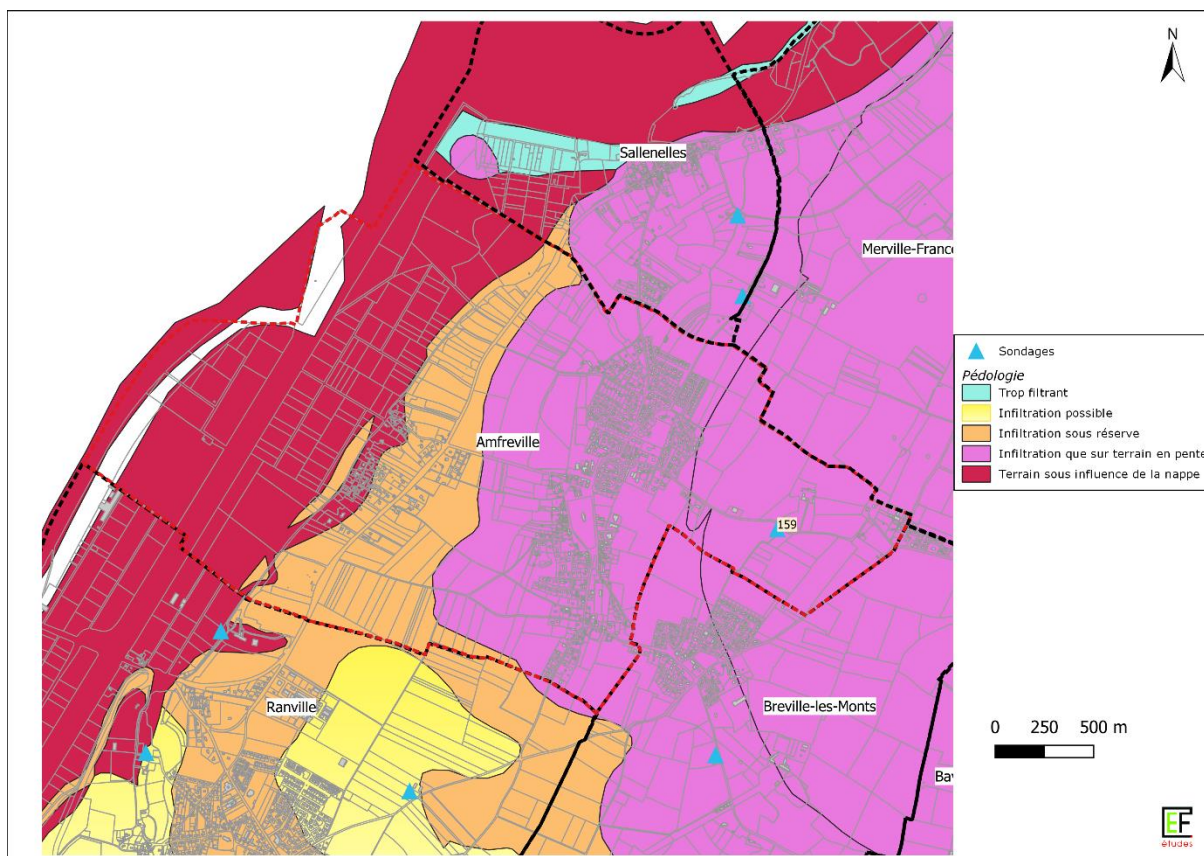 N
Sallenelles
Merville-Franc
Sondages
Pédologie
Trop filtrant
Infiltration possible
Infiltration sous réserve
Infiltration que sur terrain en pente
Terrain sous influence de la nappe
Amfreville
159
Ranville
Breville-les-Monts
0 250 500 m
Ba
EF
études